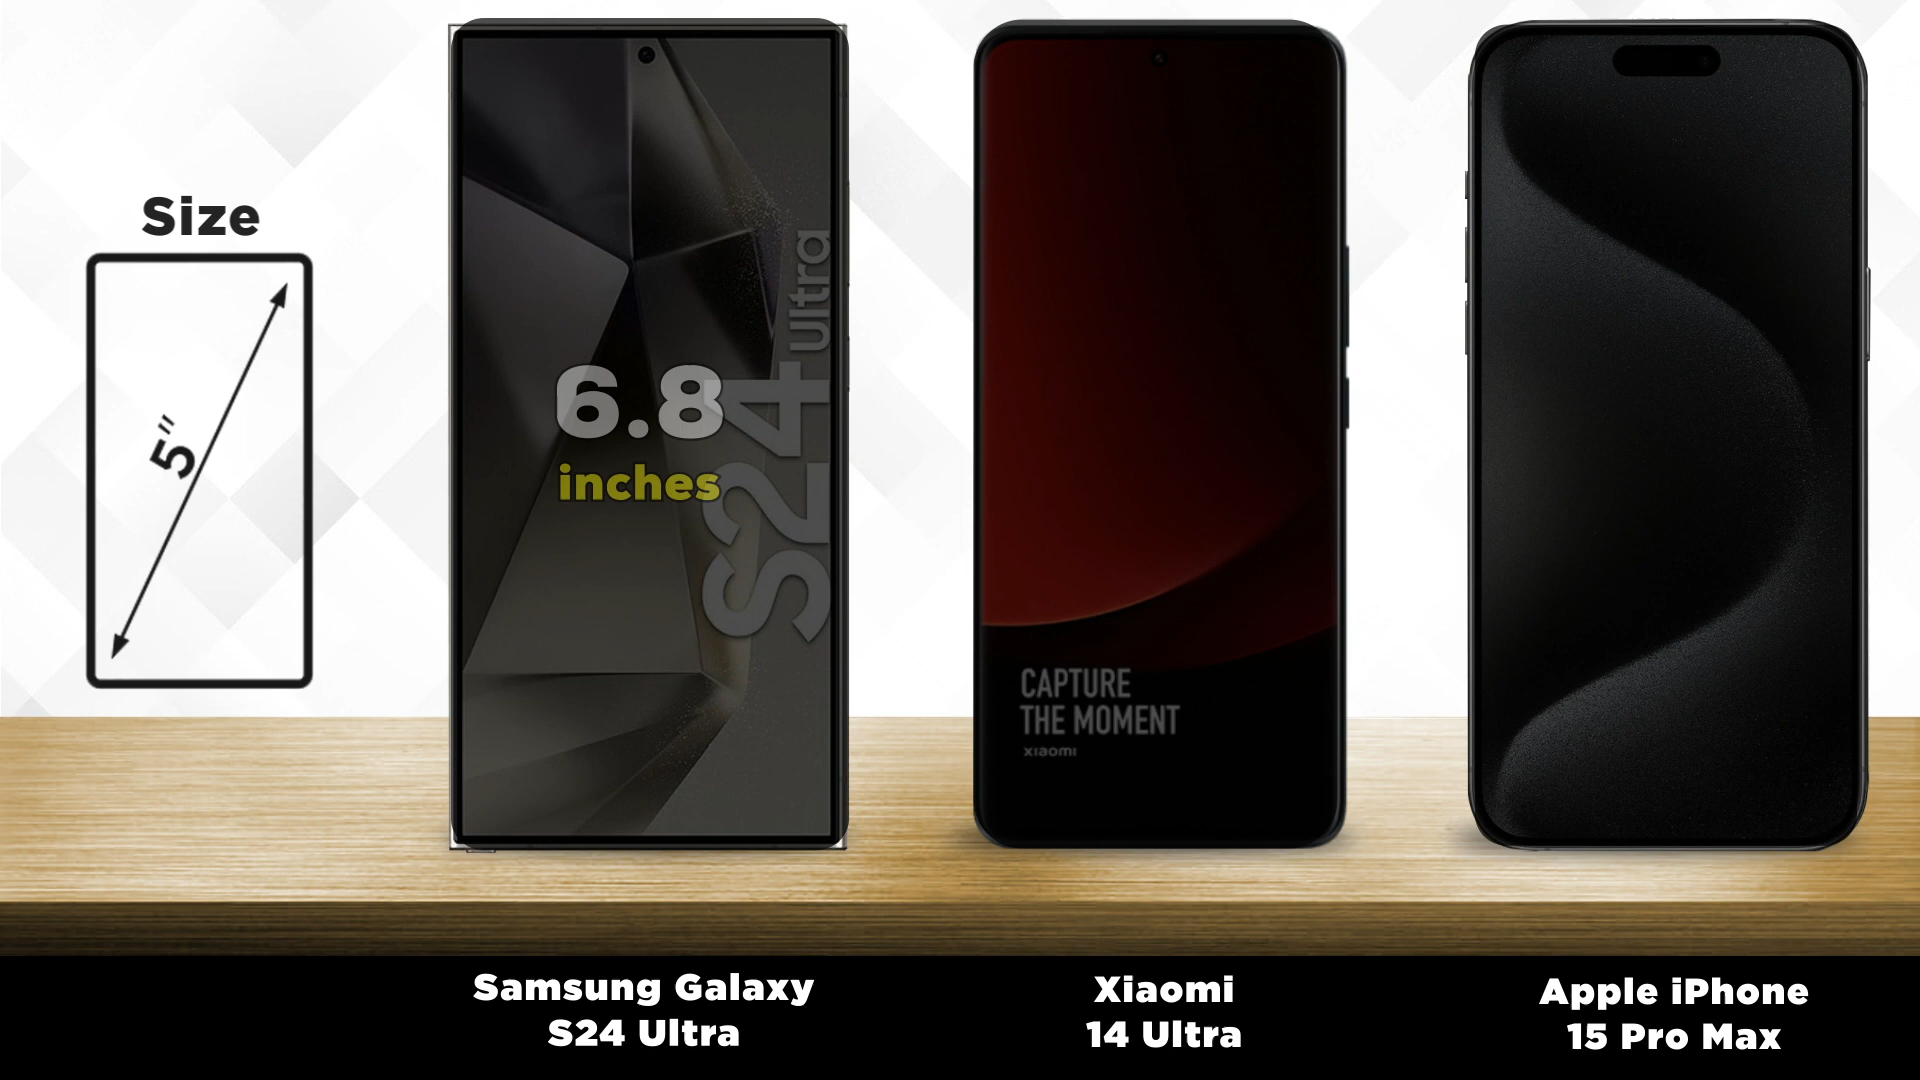 Size
5"
6.8
inches
S24 Ultra
CAPTURE
THE MOMENT
xiaomi
Samsung Galaxy
S24 Ultra
Xiaomi
14 Ultra
Apple iPhone
15 Pro Max